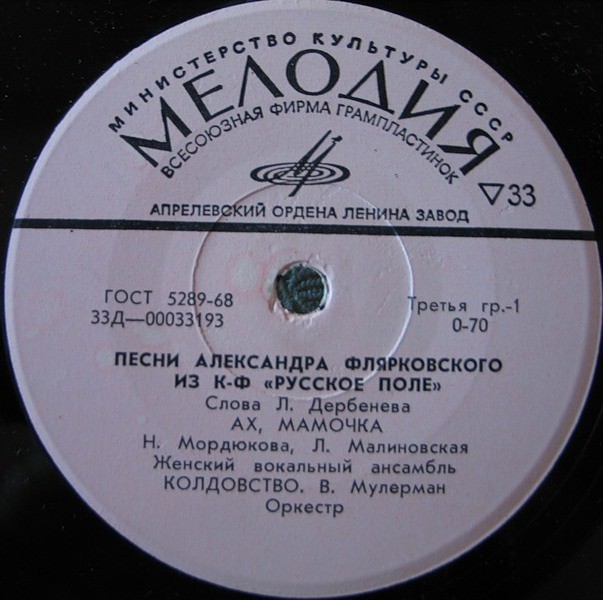 МИНИСТЕРСТВО КУЛЬТУРЫ СССР
МЕЛОДИЯ
ВСЕСОЮЗНАЯ ФИРМА ГРАМПЛАСТИНОК
▽33
АПРЕЛЕВСКИЙ ОРДЕНА ЛЕНИНА ЗАВОД
ГОСТ 5289-68
Третья гр.-1
33Д—00033193
0-70
ПЕСНИ АЛЕКСАНДРА ФЛЯРКОВСКОГО
ИЗ К-Ф «РУССКОЕ ПОЛЕ»
Слова Л. Дербенева
АХ, МАМОЧКА
Н. Мордюкова, Л. Малиновская
Женский вокальный ансамбль
КОЛДОВСТВО. В. Мулерман
Оркестр